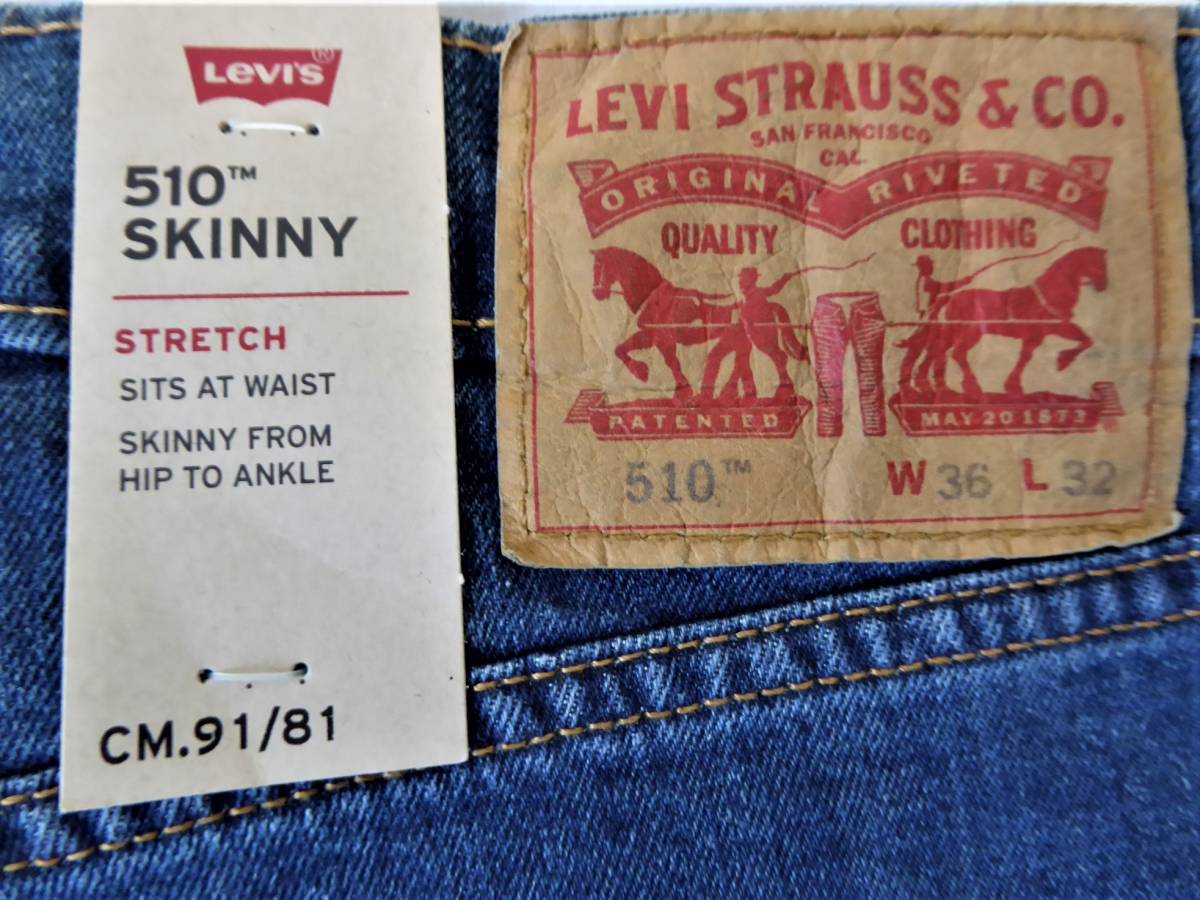 LEVI'S®
510™
SKINNY
STRETCH
SITS AT WAIST
SKINNY FROM
HIP TO ANKLE
CM.91/81
LEVI STRAUSS & CO.
SAN FRANCISCO
CAL.
ORIGINAL RIVETED
QUALITY CLOTHING
PATENTED MAY 20 1873
510™ W 36 L 32